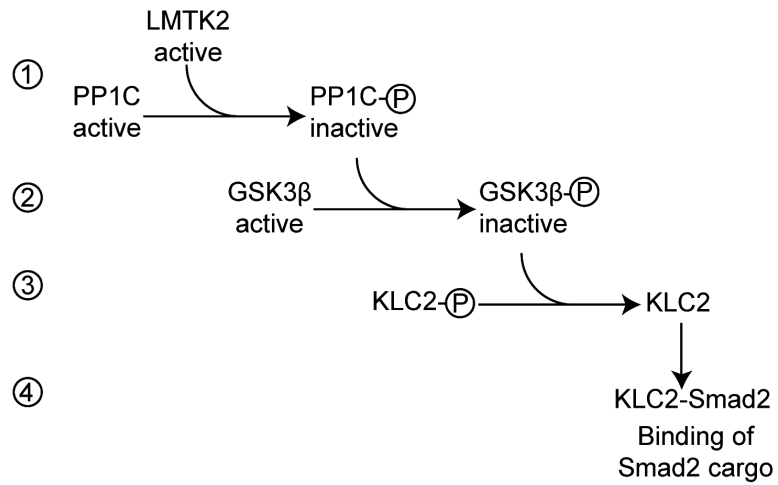 LMTK2
active
①
PP1C
active
PP1C-Ⓟ
inactive
②
GSK3β
active
GSK3β-Ⓟ
inactive
③
KLC2-Ⓟ
KLC2
④
KLC2-Smad2
Binding of
Smad2 cargo